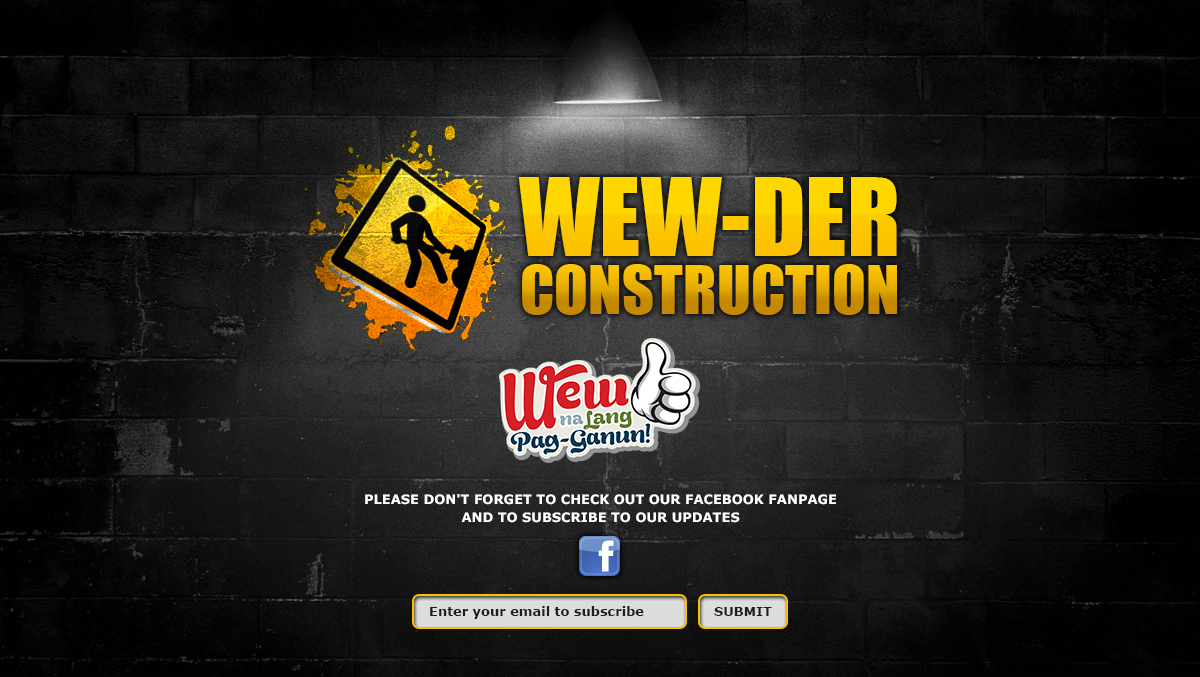 WEW-DER
CONSTRUCTION
Wew
na Lang
Pag-Ganun!
PLEASE DON'T FORGET TO CHECK OUT OUR FACEBOOK FANPAGE
AND TO SUBSCRIBE TO OUR UPDATES
f
Enter your email to subscribe SUBMIT